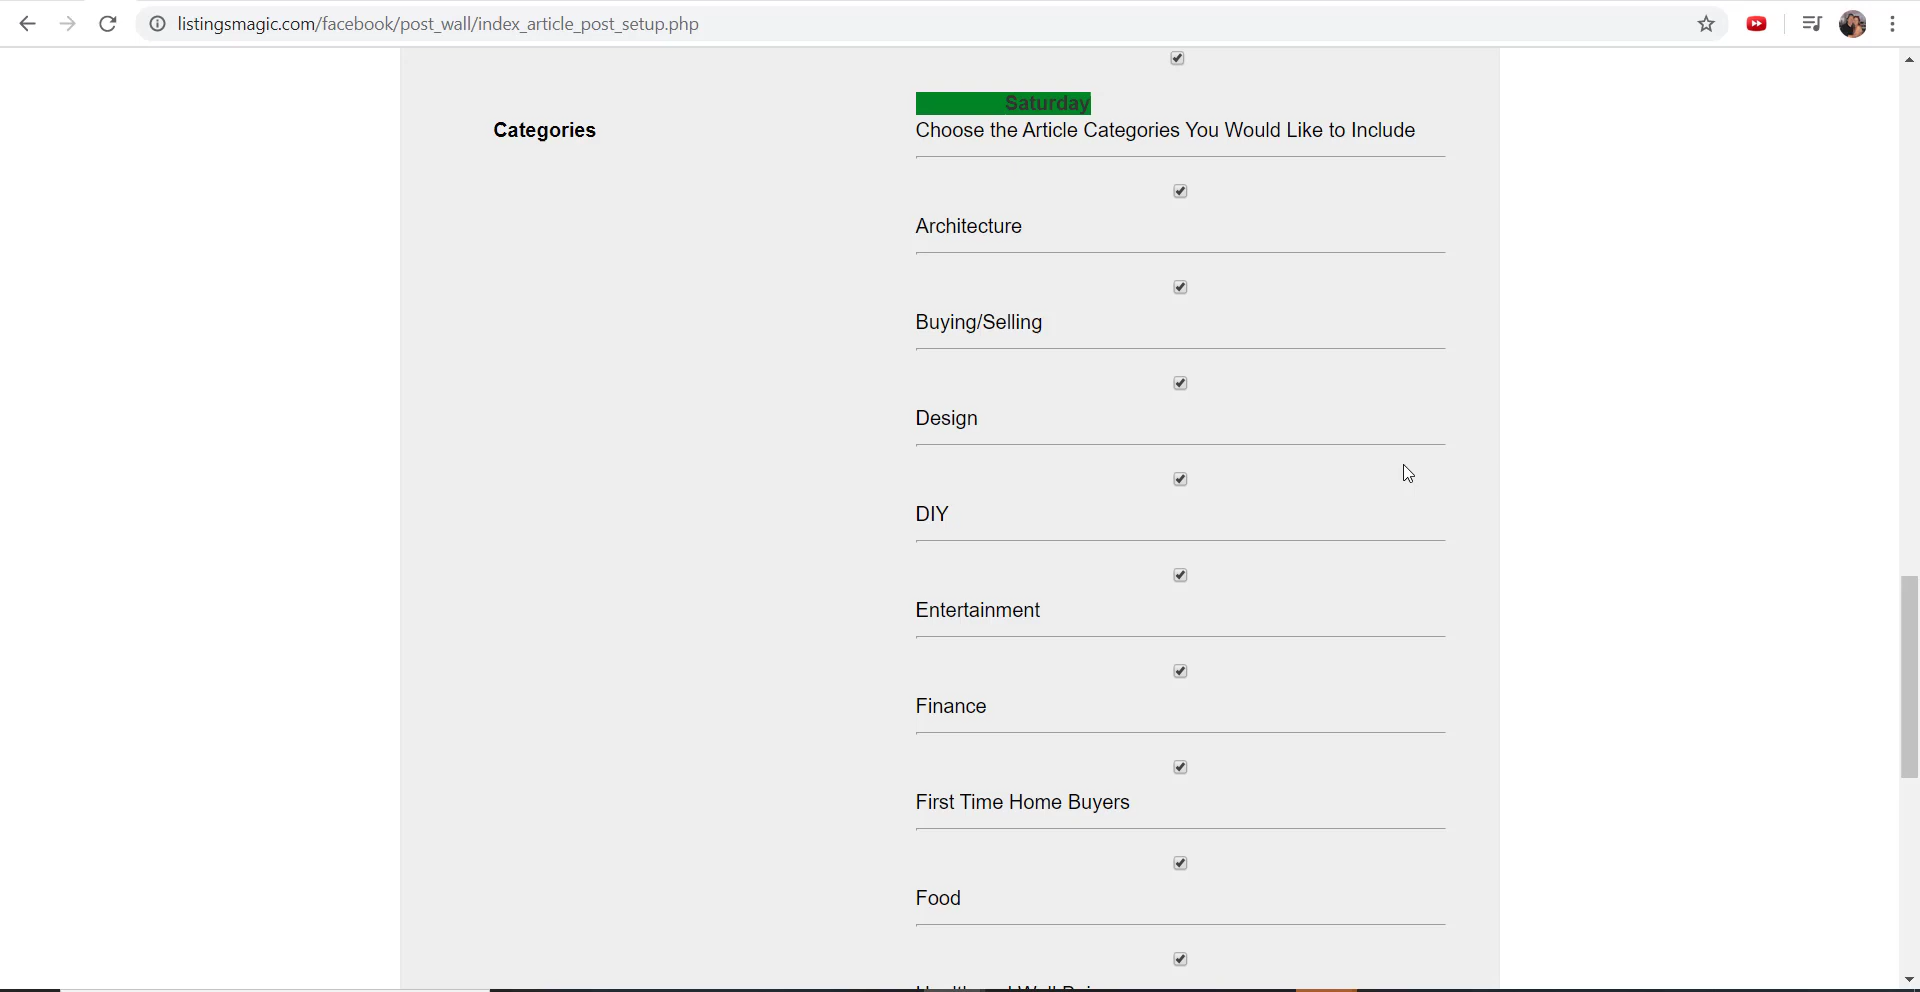 listingsmagic.com/facebook/post_wall/index_article_post_setup.php
Saturday
Categories
Choose the Article Categories You Would Like to Include
Architecture
Buying/Selling
Design
DIY
Entertainment
Finance
First Time Home Buyers
Food